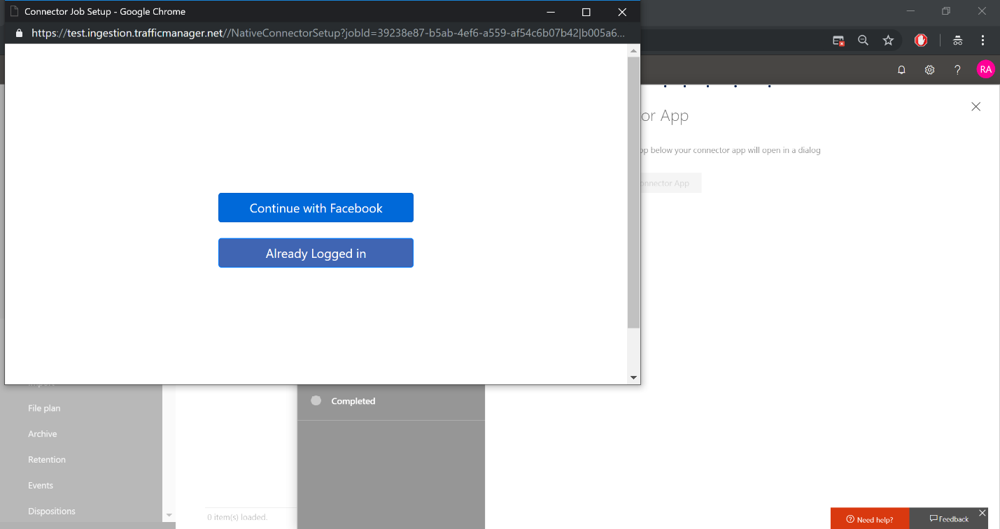 Connector Job Setup - Google Chrome
https://test.ingestion.trafficmanager.net//NativeConnectorSetup?jobId=39238e87-b5ab-4ef6-a559-af54c6b07b42|b005a6...
RA
or App
op below your connector app will open in a dialog
onnector App
Continue with Facebook
Already Logged in
Completed
File plan
Archive
Retention
Events
Dispositions
0 item(s) loaded.
Need help?
Feedback